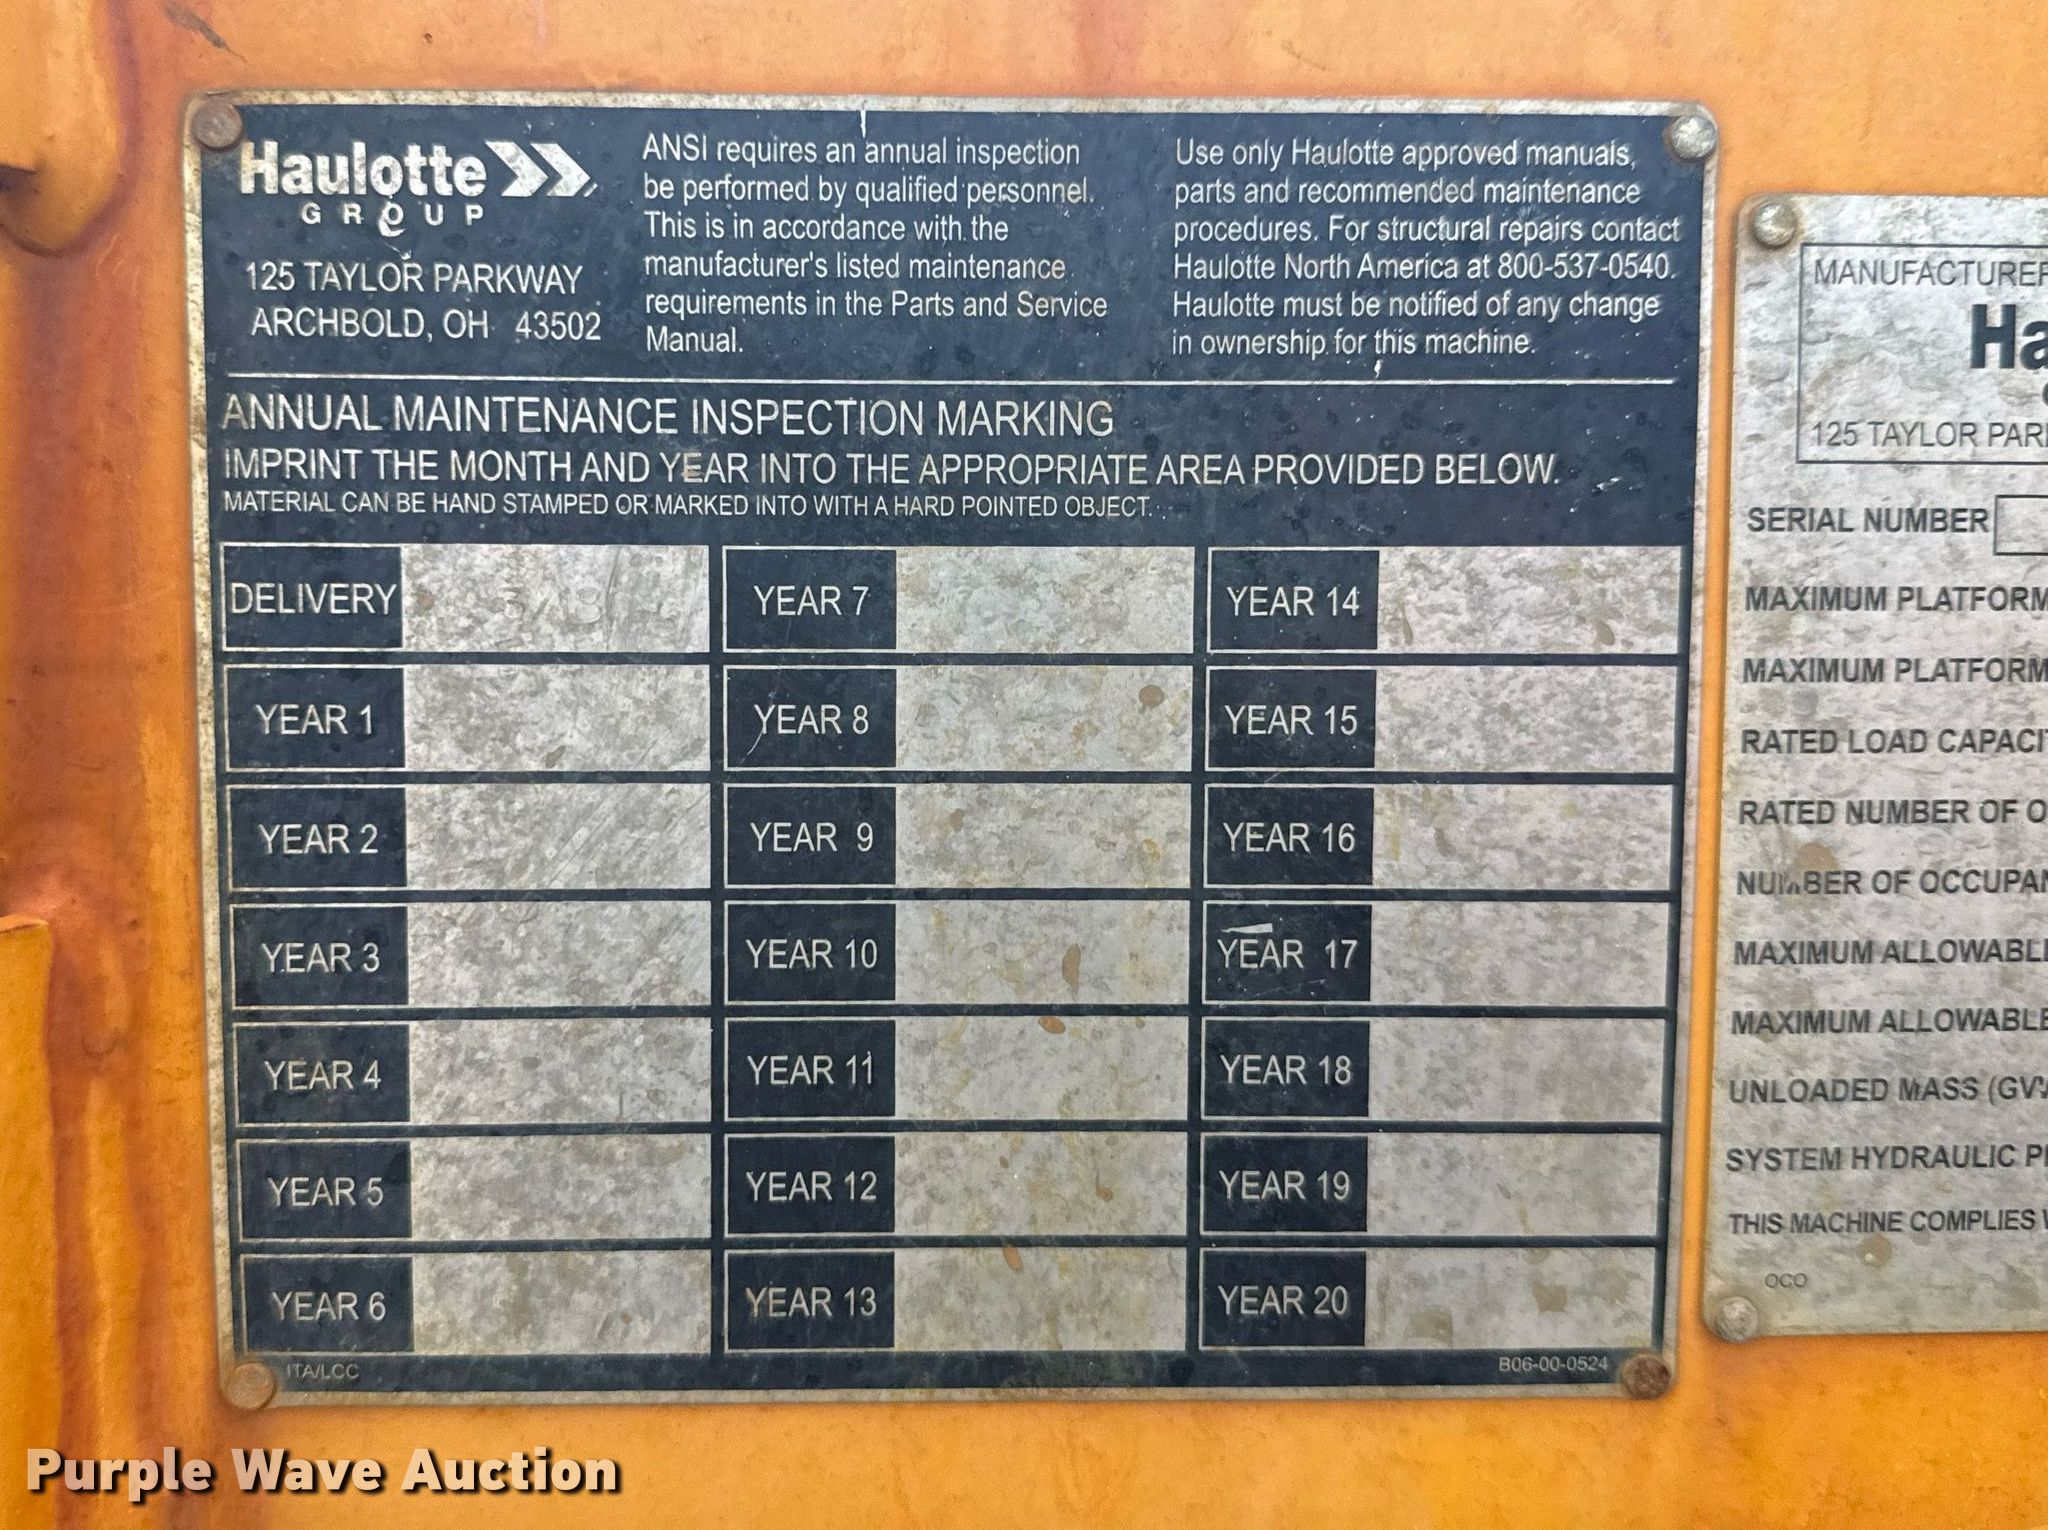 Haulotte
GROUP
125 TAYLOR PARKWAY
ARCHBOLD, OH 43502
ANSI requires an annual inspection
be performed by qualified personnel.
This is in accordance with the
manufacturer's listed maintenance
requirements in the Parts and Service
Manual.
Use only Haulotte approved manuals,
parts and recommended maintenance
procedures. For structural repairs contact
Haulotte North America at 800-537-0540.
Haulotte must be notified of any change
in ownership for this machine.
ANNUAL MAINTENANCE INSPECTION MARKING
IMPRINT THE MONTH AND YEAR INTO THE APPROPRIATE AREA PROVIDED BELOW.
MATERIAL CAN BE HAND STAMPED OR MARKED INTO WITH A HARD POINTED OBJECT.
DELIVERY
YEAR 1
YEAR 2
YEAR 3
YEAR 4
YEAR 5
YEAR 6
YEAR 7
YEAR 8
YEAR 9
YEAR 10
YEAR 11
YEAR 12
YEAR 13
YEAR 14
YEAR 15
YEAR 16
YEAR 17
YEAR 18
YEAR 19
YEAR 20
ITA/LCC
B06-00-0524
MANUFACTURER
Ha
125 TAYLOR PAR
SERIAL NUMBER
MAXIMUM PLATFORM
MAXIMUM PLATFORM
RATED LOAD CAPACI
RATED NUMBER OF O
NUMBER OF OCCUPAN
MAXIMUM ALLOWABLE
MAXIMUM ALLOWABLE
UNLOADED MASS (GV
SYSTEM HYDRAULIC P
THIS MACHINE COMPLIES
OCO
Purple Wave Auction